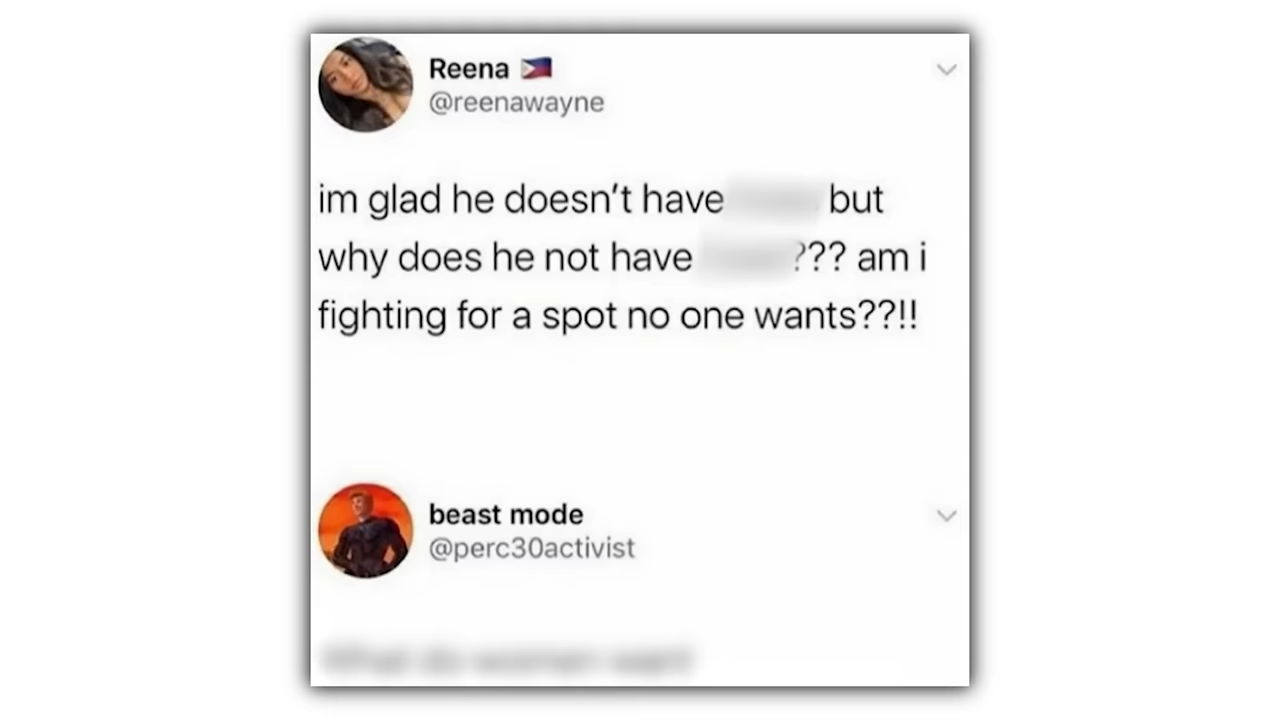 Reena 🇵🇭
@reenawayne
im glad he doesn't have but
why does he not have ??? am i
fighting for a spot no one wants??!!
beast mode
@perc30activist